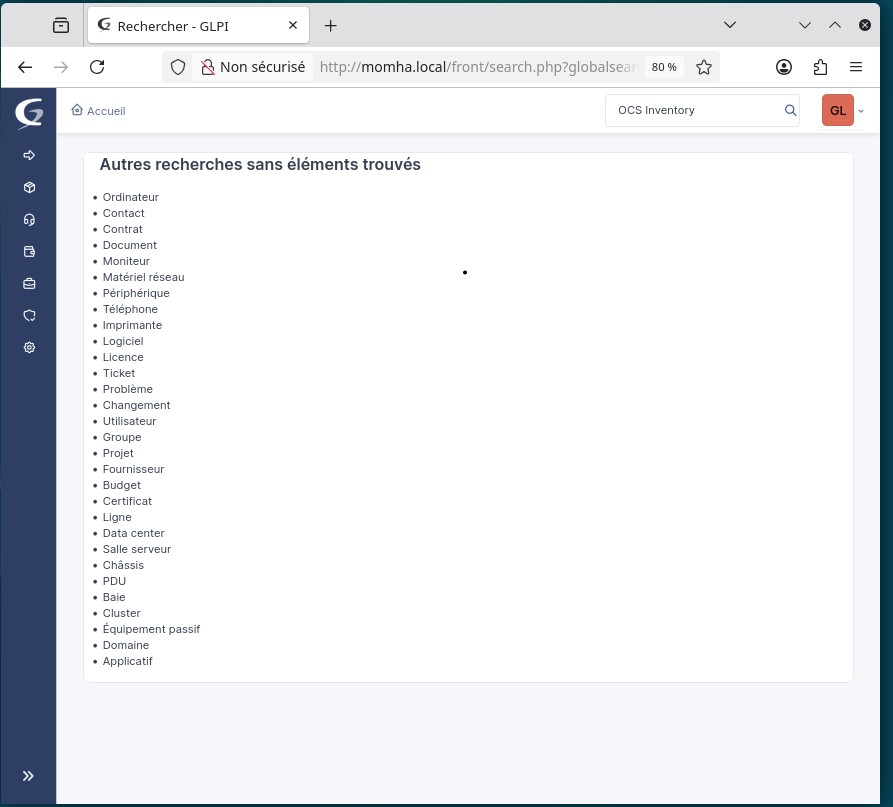 Rechercher - GLPI
Non sécurisé
http://momha.local/front/search.php?globalsear
80 %
Accueil
OCS Inventory
GL
Autres recherches sans éléments trouvés
• Ordinateur
• Contact
• Contrat
• Document
• Moniteur
• Matériel réseau
• Périphérique
• Téléphone
• Imprimante
• Logiciel
• Licence
• Ticket
• Problème
• Changement
• Utilisateur
• Groupe
• Projet
• Fournisseur
• Budget
• Certificat
• Ligne
• Data center
• Salle serveur
• Châssis
• PDU
• Baie
• Cluster
• Équipement passif
• Domaine
• Applicatif